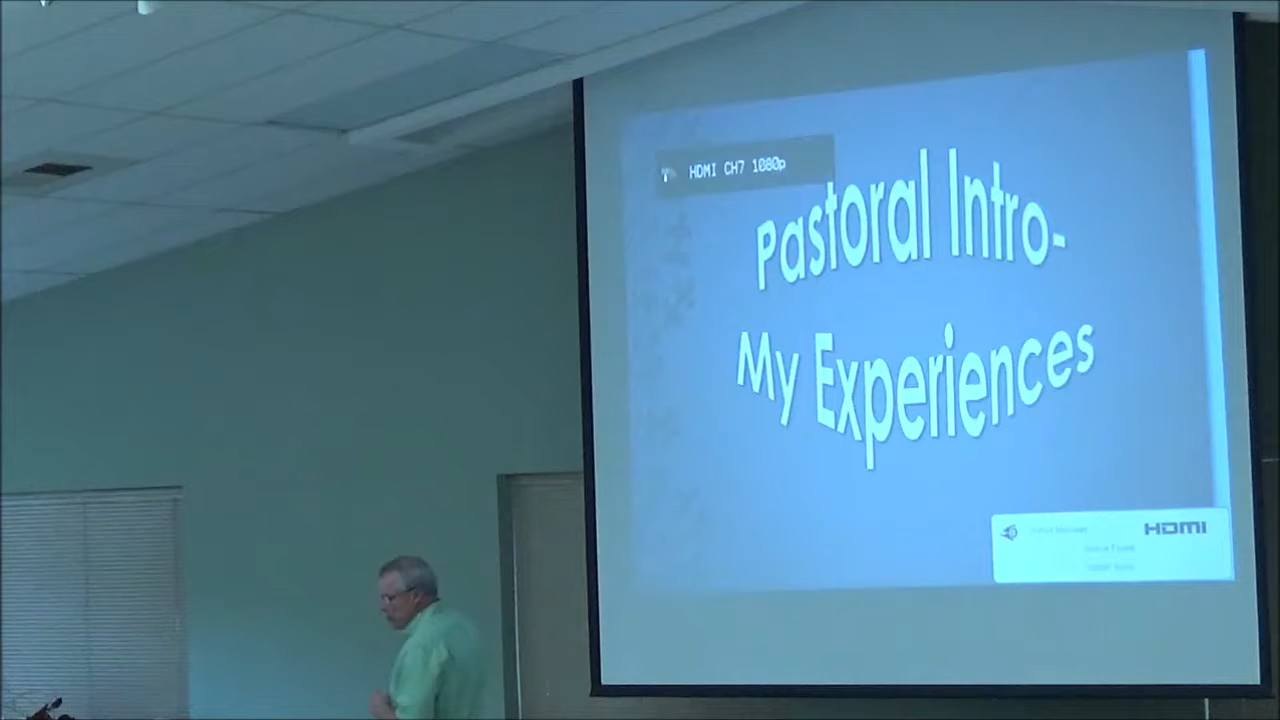 HDMI CH7 1080p
Pastoral Intro-
My Experiences
HDMI